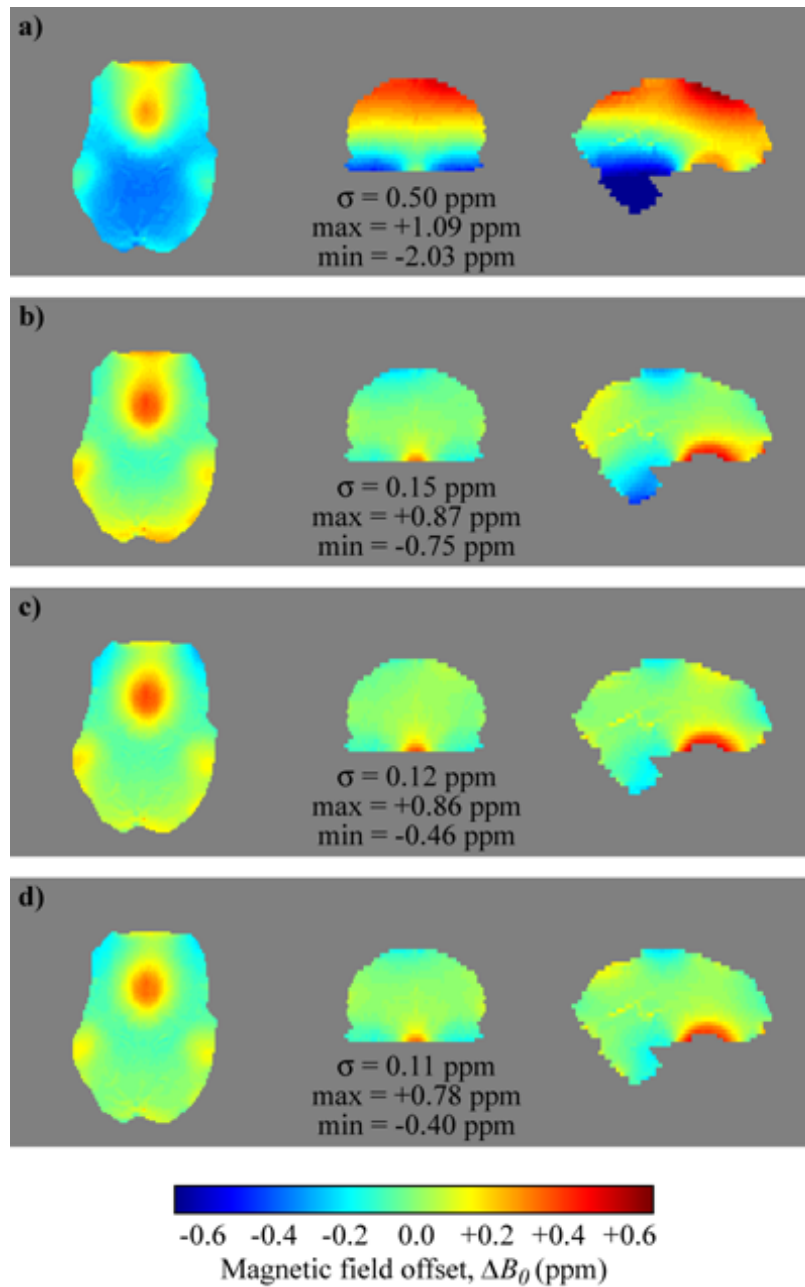 a)
σ = 0.50 ppm
max = +1.09 ppm
min = -2.03 ppm
b)
σ = 0.15 ppm
max = +0.87 ppm
min = -0.75 ppm
c)
σ = 0.12 ppm
max = +0.86 ppm
min = -0.46 ppm
d)
σ = 0.11 ppm
max = +0.78 ppm
min = -0.40 ppm
-0.6 -0.4 -0.2 0.0 +0.2 +0.4 +0.6
Magnetic field offset, ΔB₀ (ppm)